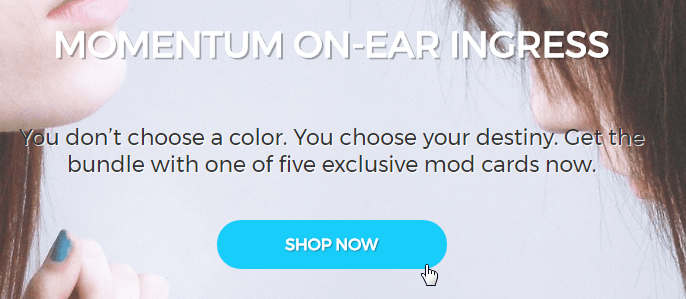 MOMENTUM ON-EAR INGRESS
You don't choose a color. You choose your destiny. Get the
bundle with one of five exclusive mod cards now.
SHOP NOW